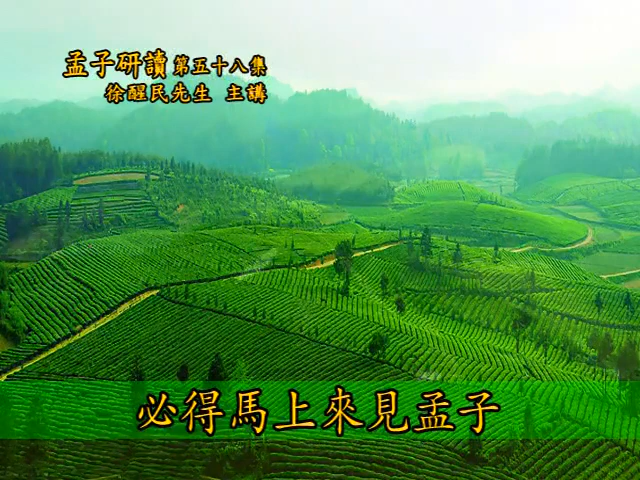 孟子研讀 第五十八集
徐醒民先生 主講
必得馬上來見孟子